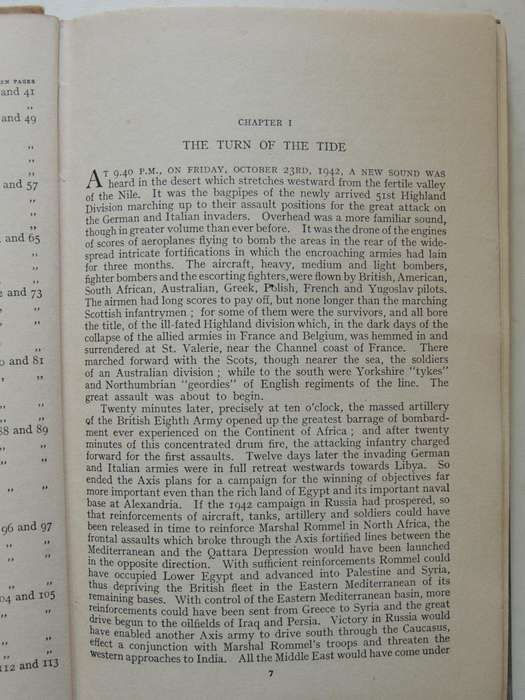 EN PAGES
and 41
"
and 49
"
"
"
and 57
"
"
"
and 65
"
"
"
and 73
"
"
"
and 81
"
" "
88 and 89
" "
" "
" "
96 and 97
" "
" "
" "
04 and 105
" "
" "
" "
112 and 113
CHAPTER I
THE TURN OF THE TIDE
AT 9.40 P.M., ON FRIDAY, OCTOBER 23RD, 1942, A NEW SOUND WAS
heard in the desert which stretches westward from the fertile valley
of the Nile. It was the bagpipes of the newly arrived 51st Highland
Division marching up to their assault positions for the great attack on
the German and Italian invaders. Overhead was a more familiar sound,
though in greater volume than ever before. It was the drone of the engines
of scores of aeroplanes flying to bomb the areas in the rear of the wide-
spread intricate fortifications in which the encroaching armies had lain
for three months. The aircraft, heavy, medium and light bombers,
fighter bombers and the escorting fighters, were flown by British, American,
South African, Australian, Greek, Polish, French and Yugoslav pilots.
The airmen had long scores to pay off, but none longer than the marching
Scottish infantrymen ; for some of them were the survivors, and all bore
the title, of the ill-fated Highland division which, in the dark days of the
collapse of the allied armies in France and Belgium, was hemmed in and
surrendered at St. Valerie, near the Channel coast of France. There
marched forward with the Scots, though nearer the sea, the soldiers
of an Australian division ; while to the south were Yorkshire "tykes"
and Northumbrian "geordies" of English regiments of the line. The
great assault was about to begin.
Twenty minutes later, precisely at ten o'clock, the massed artillery
of the British Eighth Army opened up the greatest barrage of bombard-
ment ever experienced on the Continent of Africa ; and after twenty
minutes of this concentrated drum fire, the attacking infantry charged
forward for the first assaults. Twelve days later the invading German
and Italian armies were in full retreat westwards towards Libya. So
ended the Axis plans for a campaign for the winning of objectives far
more important even than the rich land of Egypt and its important naval
base at Alexandria. If the 1942 campaign in Russia had prospered, so
that reinforcements of aircraft, tanks, artillery and soldiers could have
been released in time to reinforce Marshal Rommel in North Africa, the
frontal assaults which broke through the Axis fortified lines between the
Mediterranean and the Qattara Depression would have been launched
in the opposite direction. With sufficient reinforcements Rommel could
have occupied Lower Egypt and advanced into Palestine and Syria,
thus depriving the British fleet in the Eastern Mediterranean of its
remaining bases. With control of the Eastern Mediterranean basin, more
reinforcements could have been sent from Greece to Syria and the great
drive begun to the oilfields of Iraq and Persia. Victory in Russia would
have enabled another Axis army to drive south through the Caucasus,
effect a conjunction with Marshal Rommel's troops and threaten the
western approaches to India. All the Middle East would have come under
7